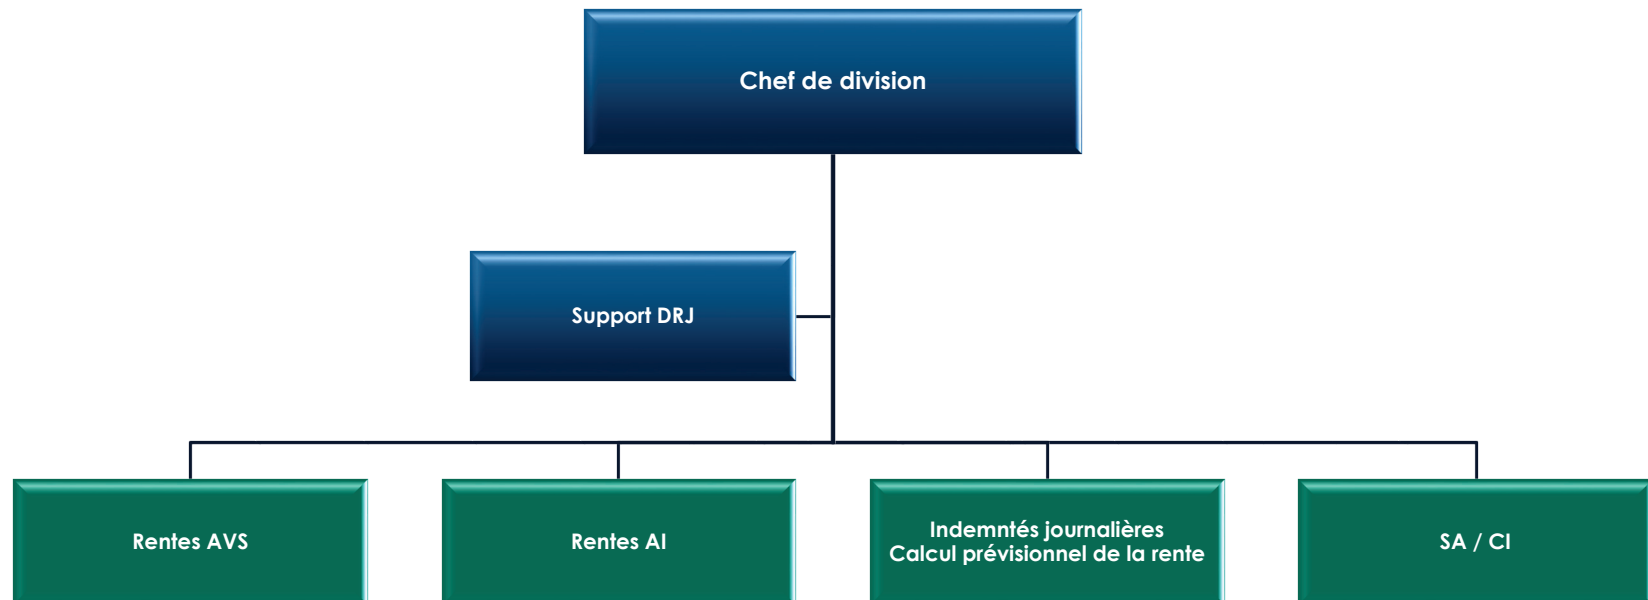 Chef de division
Support DRJ
Rentes AVS
Rentes AI
Indemntés journalières
Calcul prévisionnel de la rente
SA / CI